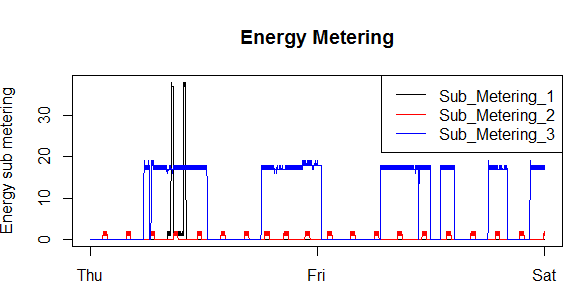 Energy Metering
Sub_Metering_1
Sub_Metering_2
Sub_Metering_3
Energy sub metering
30
20
10
0
Thu
Fri
Sat